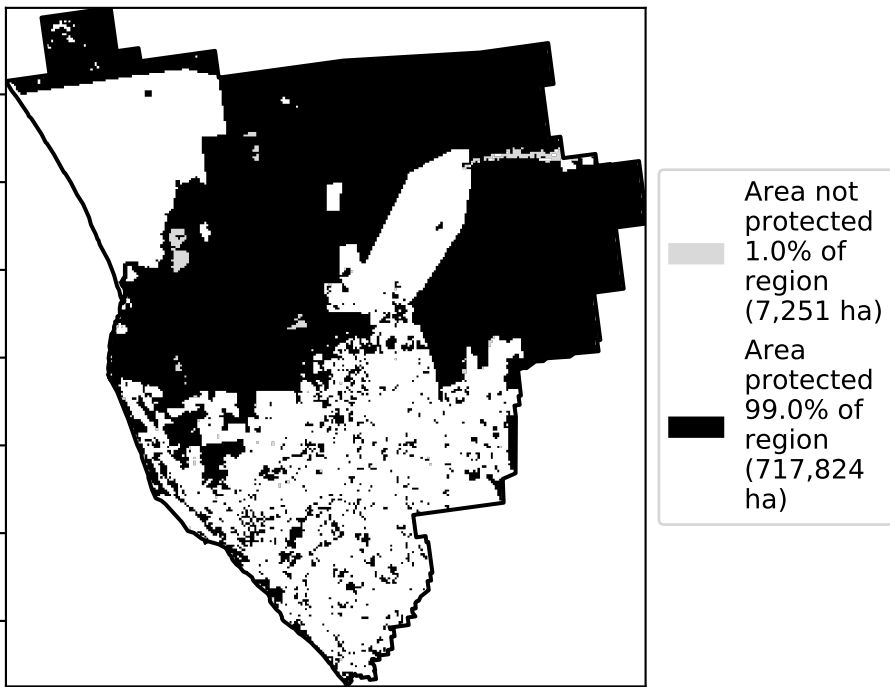 Area not
protected
1.0% of
region
(7,251 ha)
Area
protected
99.0% of
region
(717,824
ha)